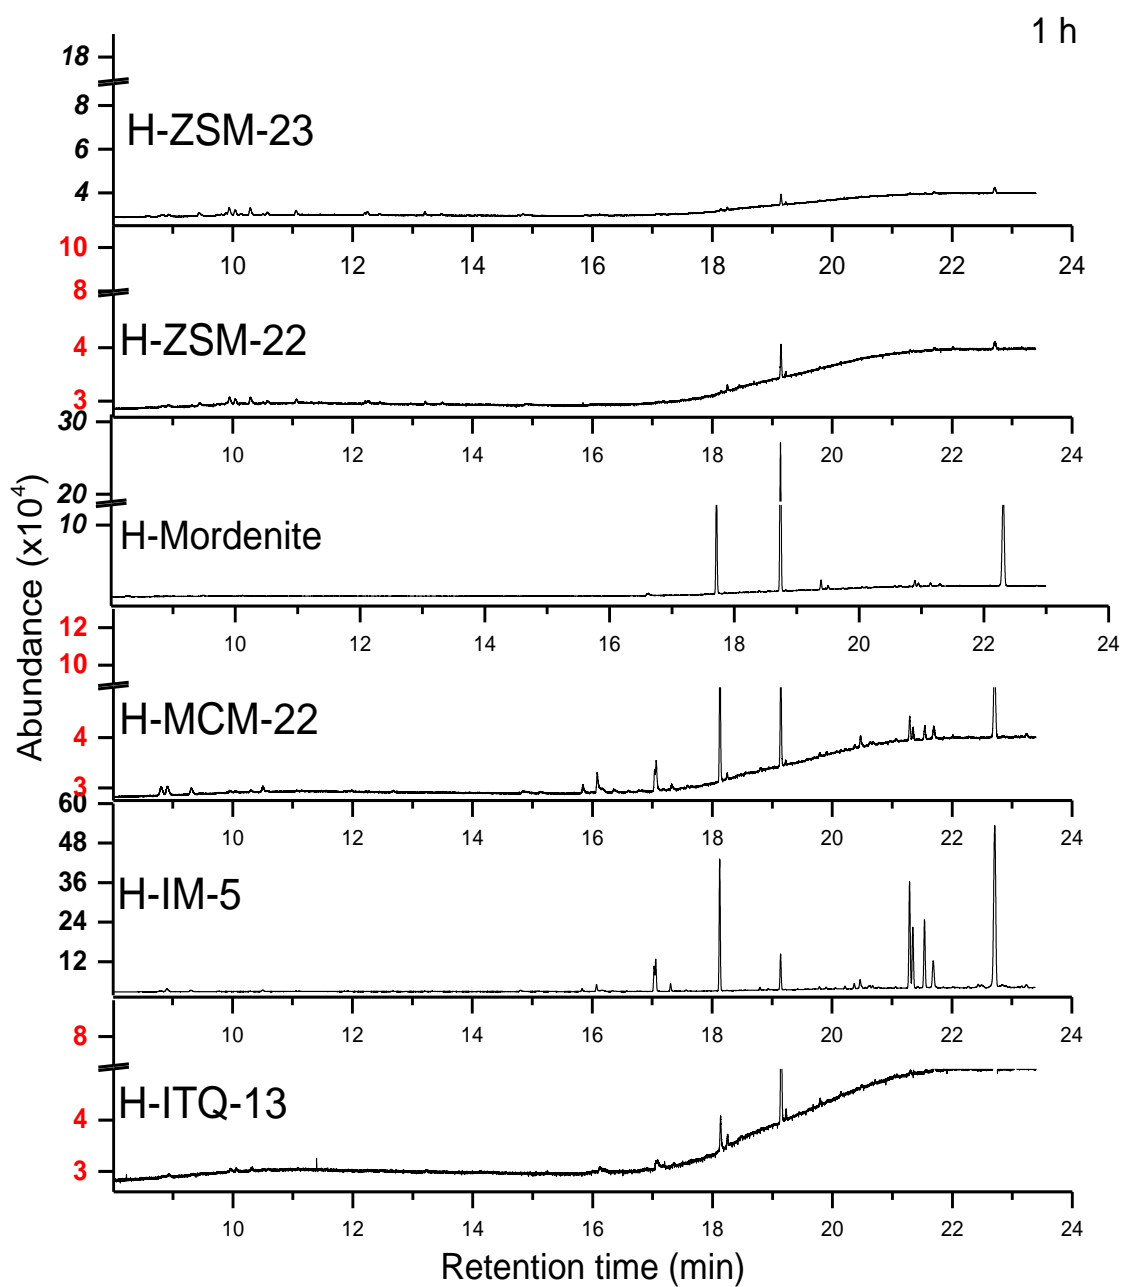 1 h
18
8
6
4
H-ZSM-23
10 12 14 16 18 20 22 24
10
8
4
3
H-ZSM-22
10 12 14 16 18 20 22 24
30
20
10
H-Mordenite
10 12 14 16 18 20 22 24
12
10
4
3
H-MCM-22
10 12 14 16 18 20 22 24
60
48
36
24
12
H-IM-5
10 12 14 16 18 20 22 24
8
4
3
H-ITQ-13
10 12 14 16 18 20 22 24
Retention time (min)
Abundance (x10⁴)